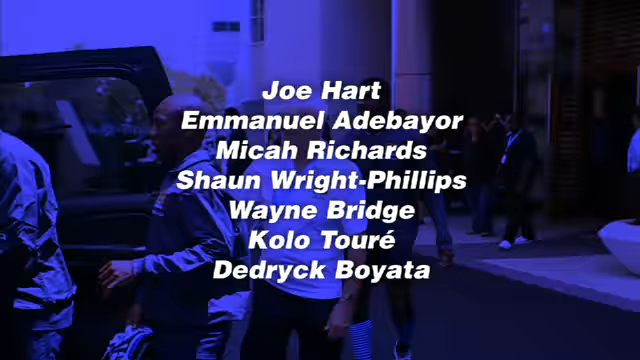 Joe Hart
Emmanuel Adebayor
Micah Richards
Shaun Wright-Phillips
Wayne Bridge
Kolo Touré
Dedryck Boyata